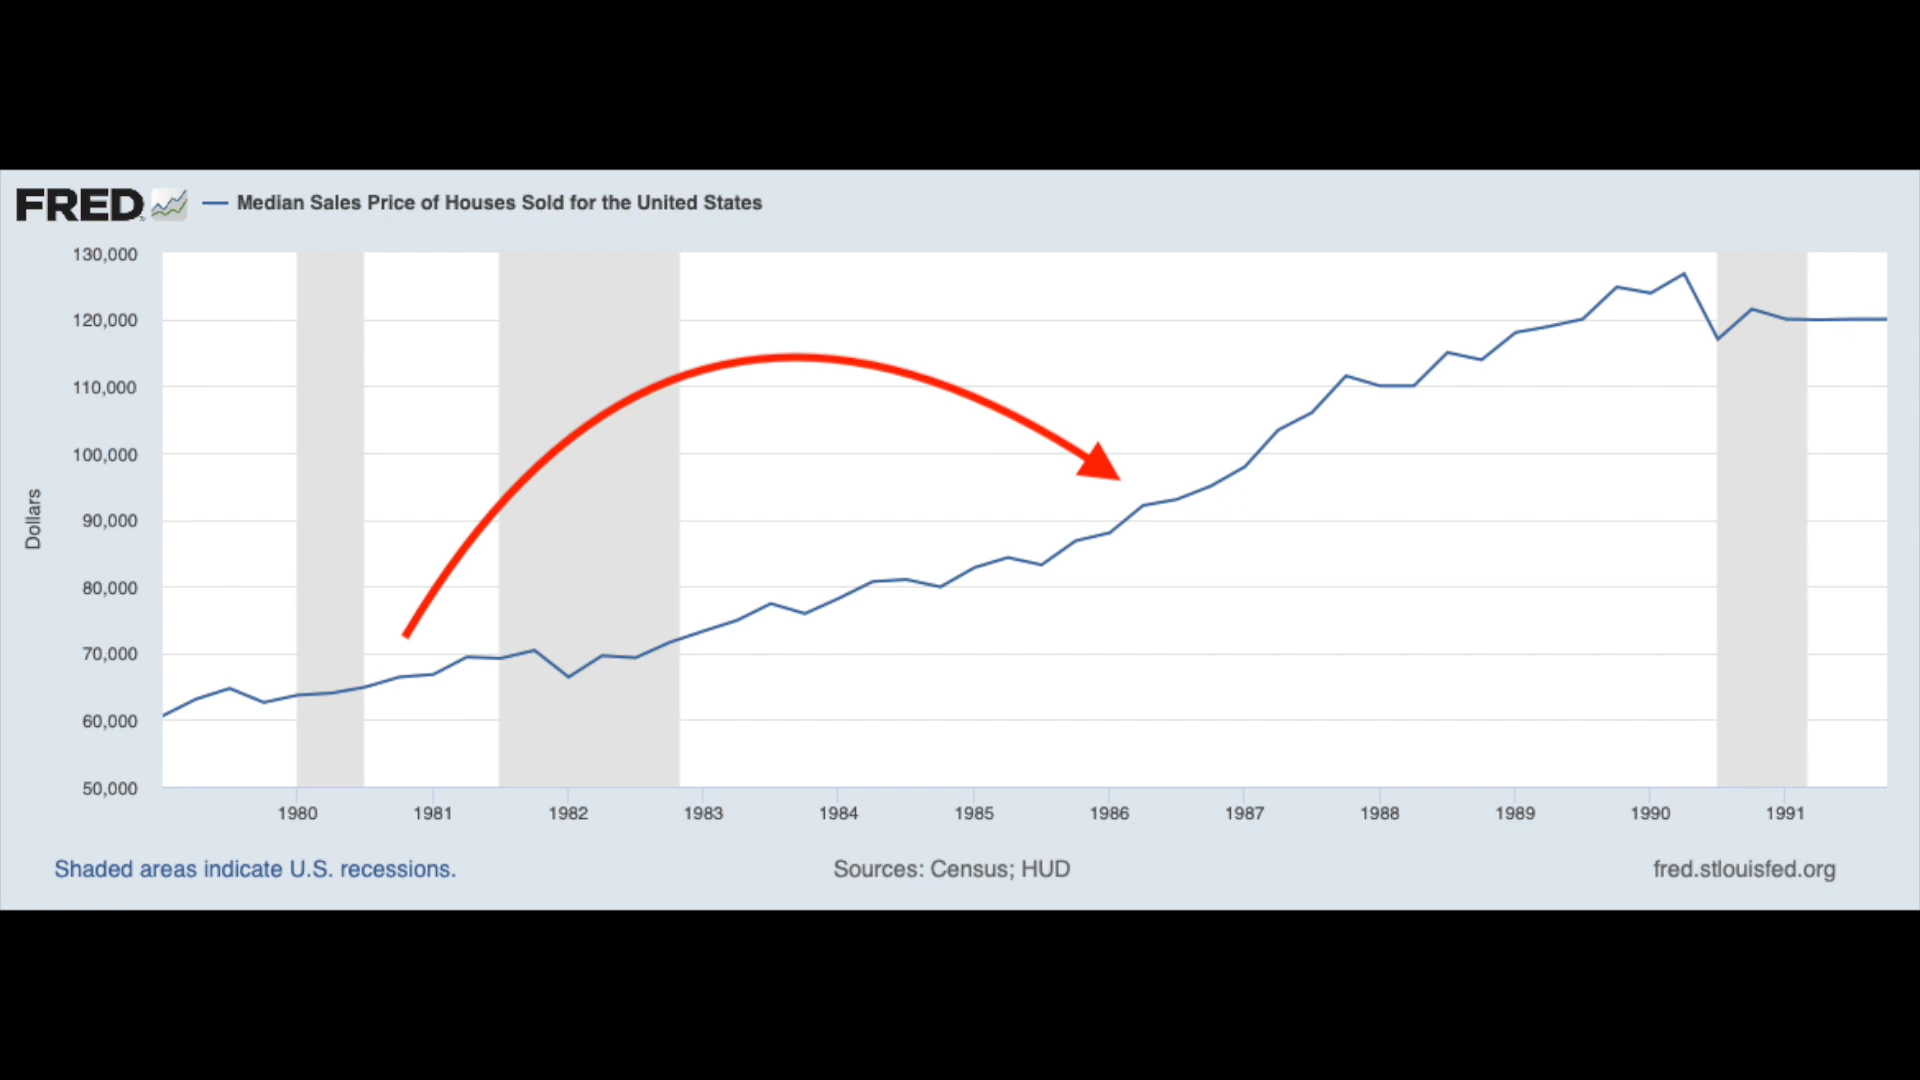 FRED Median Sales Price of Houses Sold for the United States
130,000
120,000
110,000
100,000
90,000
80,000
70,000
60,000
50,000
Dollars
1980 1981 1982 1983 1984 1985 1986 1987 1988 1989 1990 1991
Shaded areas indicate U.S. recessions. Sources: Census; HUD fred.stlouisfed.org